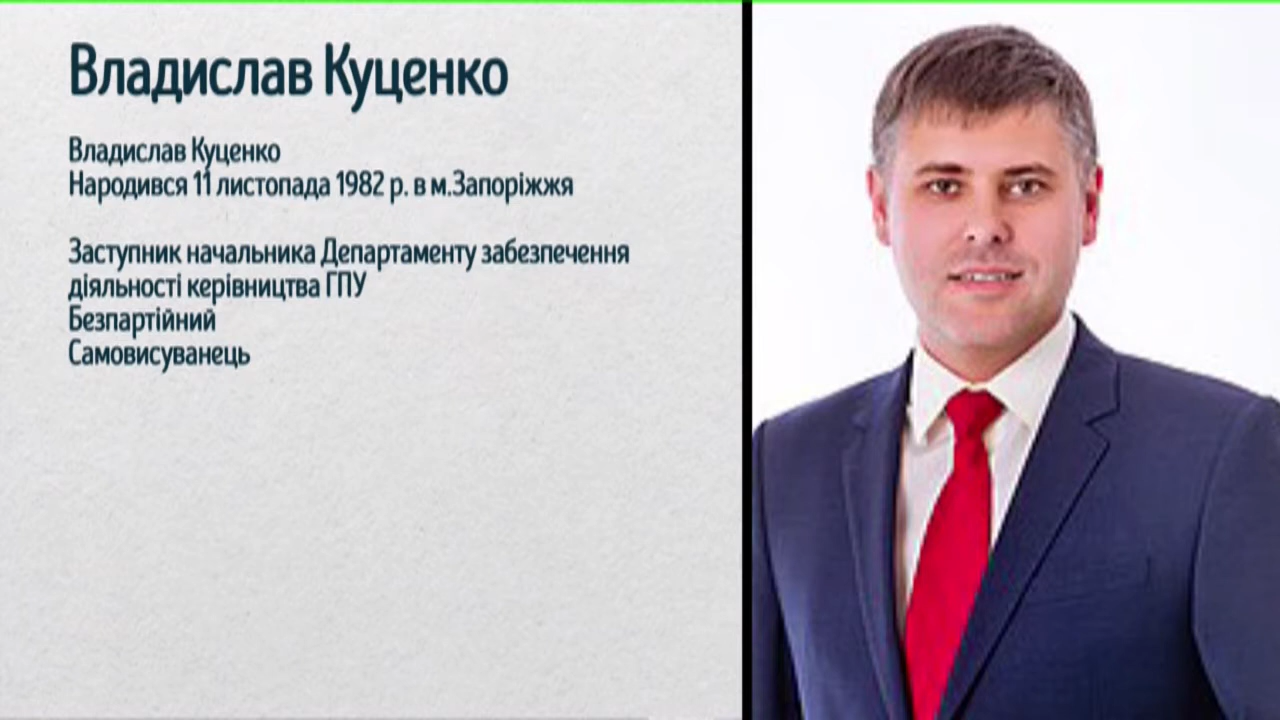 Владислав Куценко
Владислав Куценко
Народився 11 листопада 1982 р. в м.Запоріжжя
Заступник начальника Департаменту забезпечення
діяльності керівництва ГПУ
Безпартійний
Самовисуванець